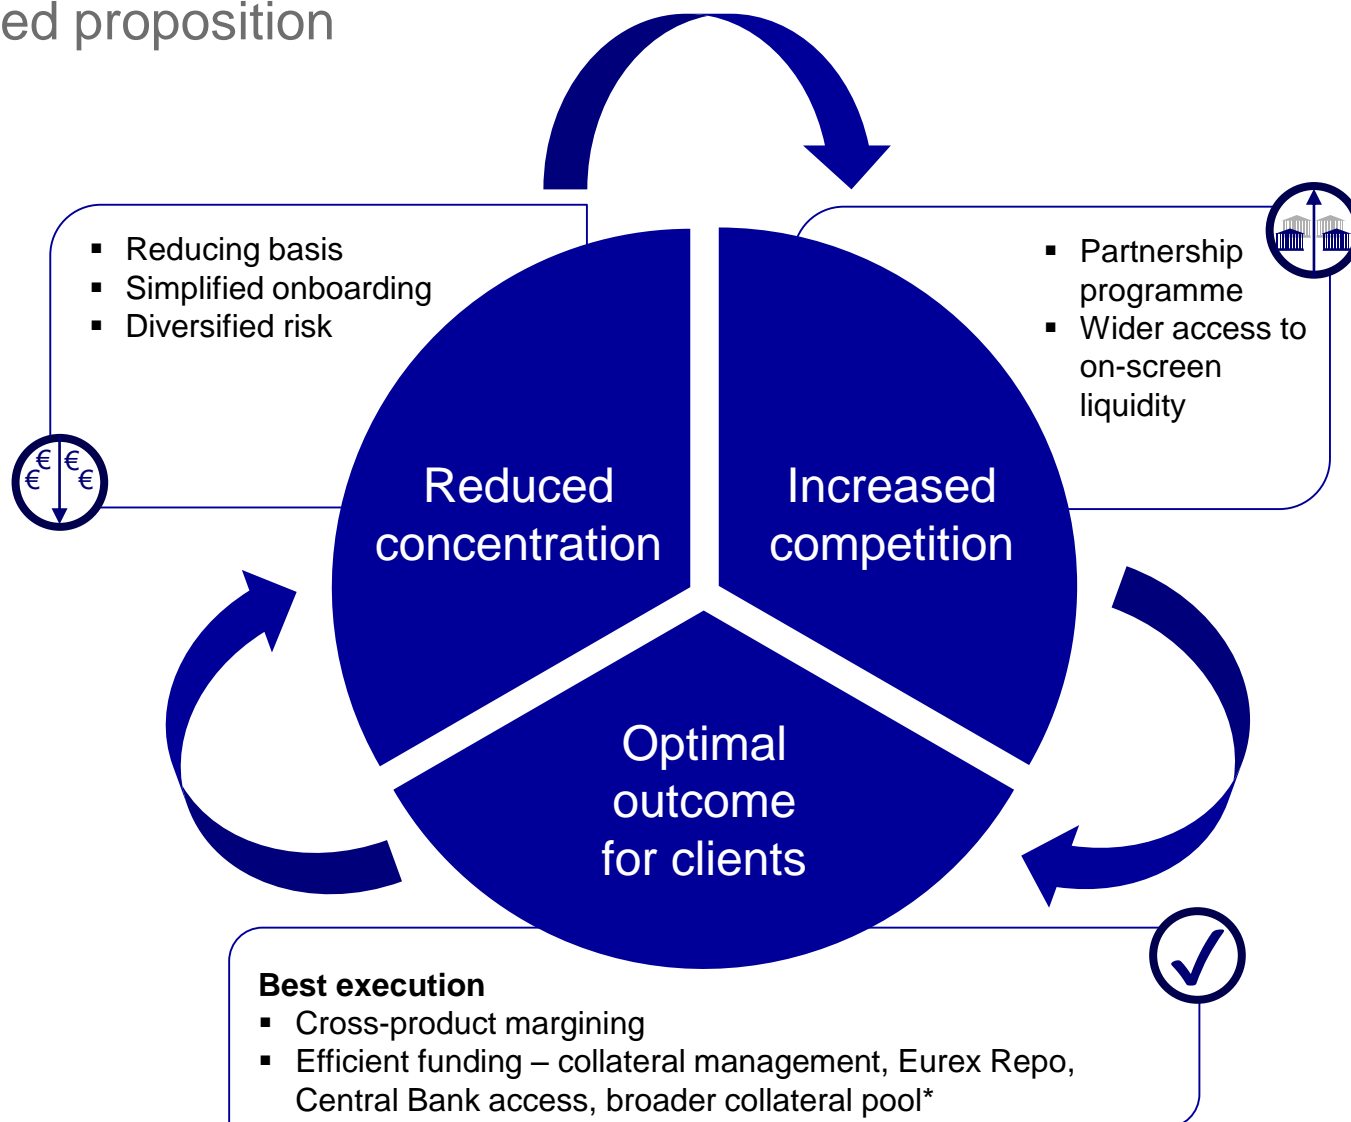 ed proposition
▪ Reducing basis
▪ Simplified onboarding
▪ Diversified risk
▪ Partnership
programme
▪ Wider access to
on-screen
liquidity
€ € € €
Reduced
concentration
Increased
competition
Optimal
outcome
for clients
Best execution
▪ Cross-product margining
▪ Efficient funding – collateral management, Eurex Repo,
Central Bank access, broader collateral pool*